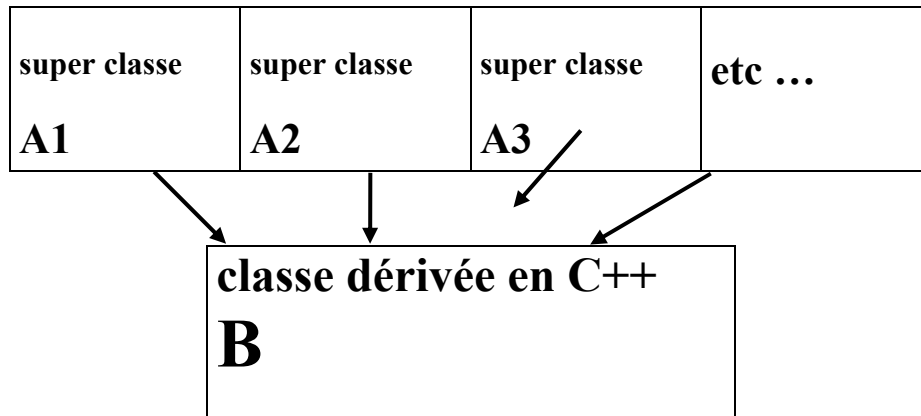 super classe
A1
super classe
A2
super classe
A3
etc …
classe dérivée en C++
B